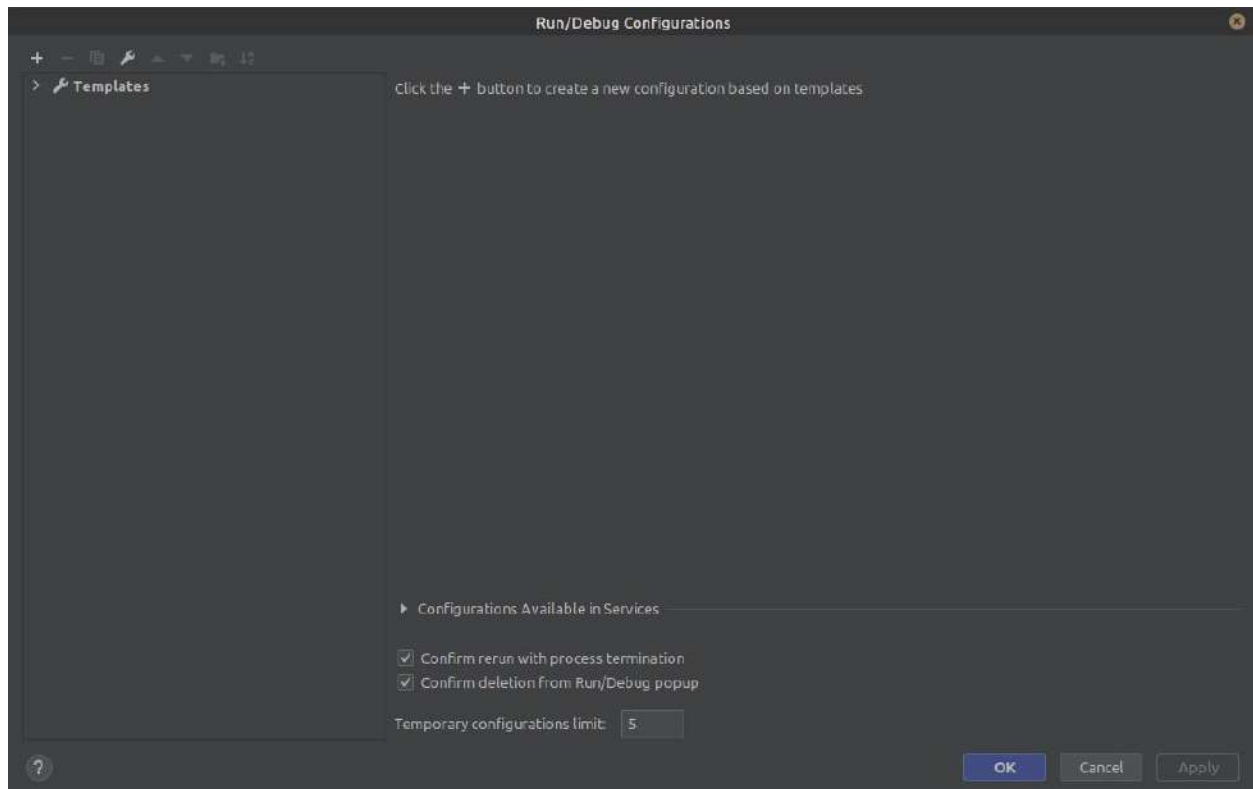 Run/Debug Configurations
Templates
Click the + button to create a new configuration based on templates
Configurations Available in Services
Confirm rerun with process termination
Confirm deletion from Run/Debug popup
Temporary configurations limit: 5
? OK Cancel Apply